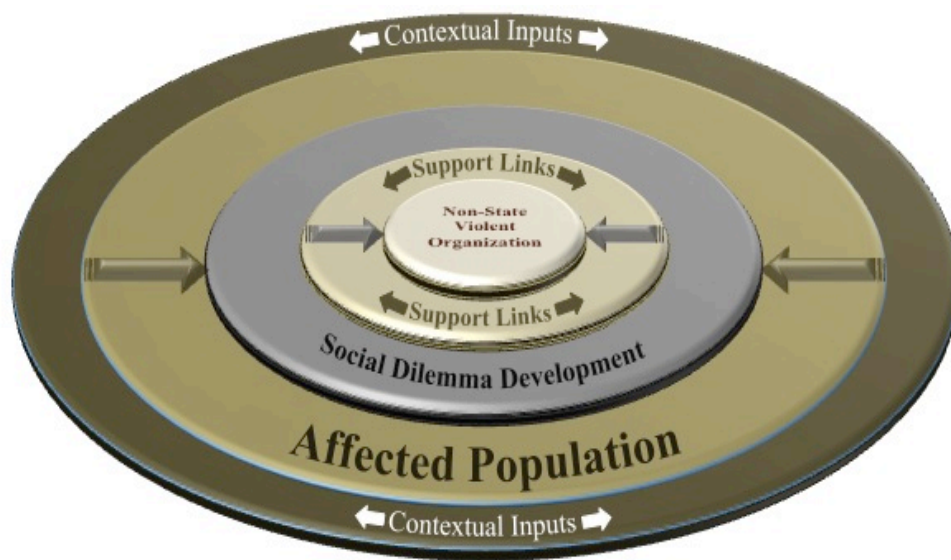 Contextual Inputs
Support Links
Non-State
Violent
Organization
Support Links
Social Dilemma Development
Affected Population
Contextual Inputs